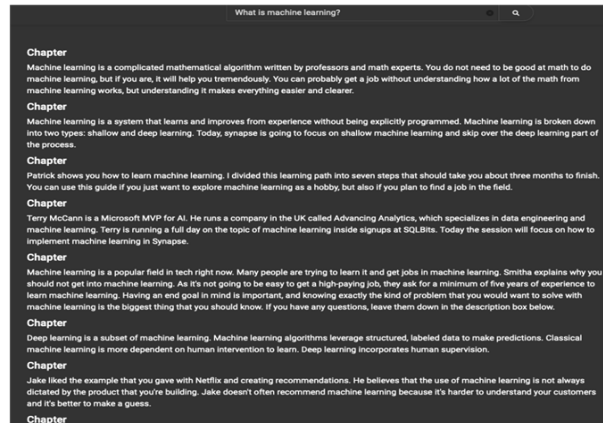 What is machine learning?
Chapter
Machine learning is a complicated mathematical algorithm written by professors and math experts. You do not need to be good at math to do
machine learning, but if you are, it will help you tremendously. You can probably get a job without understanding how a lot of the math from
machine learning works, but understanding it makes everything easier and clearer.
Chapter
Machine learning is a system that learns and improves from experience without being explicitly programmed. Machine learning is broken down
into two types: shallow and deep learning. Today, synapse is going to focus on shallow machine learning and skip over the deep learning part of
the process.
Chapter
Patrick shows you how to learn machine learning. I divided this learning path into seven steps that should take you about three months to finish.
You can use this guide if you just want to explore machine learning as a hobby, but also if you plan to find a job in the field.
Chapter
Terry McCann is a Microsoft MVP for AI. He runs a company in the UK called Advancing Analytics, which specializes in data engineering and
machine learning. Terry is running a full day on the topic of machine learning inside signups at SQLBits. Today the session will focus on how to
implement machine learning in Synapse.
Chapter
Machine learning is a popular field in tech right now. Many people are trying to learn it and get jobs in machine learning. Smitha explains why you
should not get into machine learning. As it's not going to be easy to get a high-paying job, they ask for a minimum of five years of experience to
learn machine learning. Having an end goal in mind is important, and knowing exactly the kind of problem that you would want to solve with
machine learning is the biggest thing that you should know. If you have any questions, leave them down in the description box below.
Chapter
Deep learning is a subset of machine learning. Machine learning algorithms leverage structured, labeled data to make predictions. Classical
machine learning is more dependent on human intervention to learn. Deep learning incorporates human supervision.
Chapter
Jake liked the example that you gave with Netflix and creating recommendations. He believes that the use of machine learning is not always
dictated by the product that you're building. Jake doesn't often recommend machine learning because it's harder to understand your customers
and it's better to make a guess.
Chapter